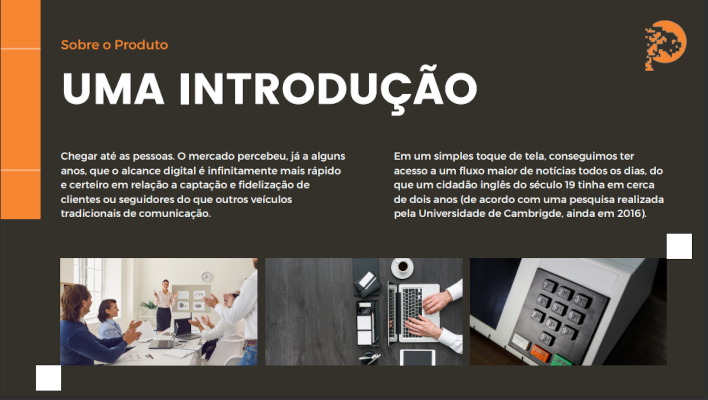 Sobre o Produto
UMA INTRODUÇÃO
Chegar até as pessoas. O mercado percebeu, já a alguns
anos, que o alcance digital é infinitamente mais rápido
e certeiro em relação a captação e fidelização de
clientes ou seguidores do que outros veículos
tradicionais de comunicação.
Em um simples toque de tela, conseguimos ter
acesso a um fluxo maior de notícias todos os dias, do
que um cidadão inglês do século 19 tinha em cerca
de dois anos (de acordo com uma pesquisa realizada
pela Universidade de Cambrigde, ainda em 2016).